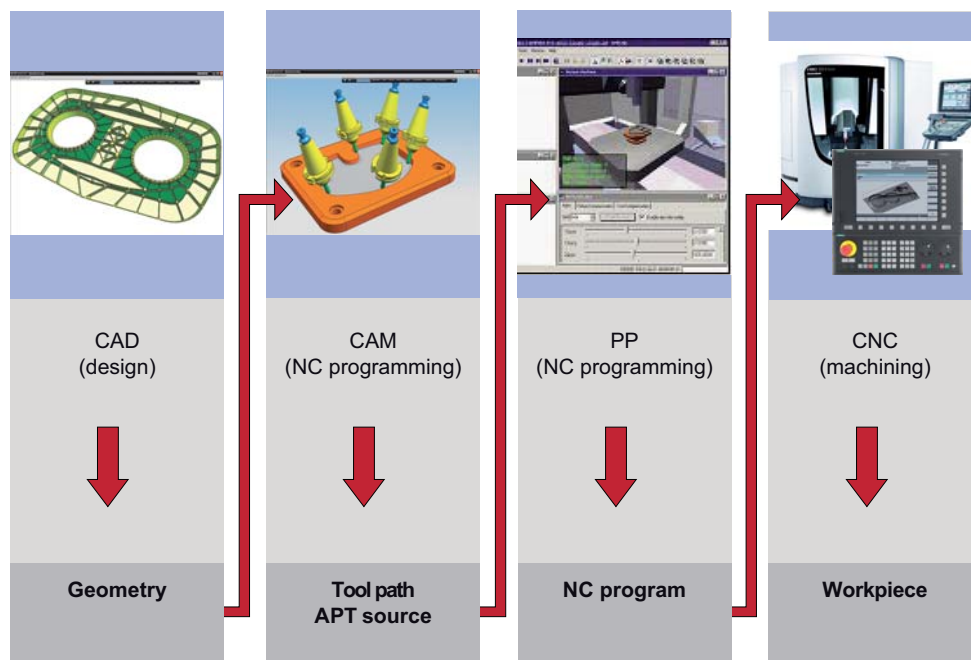 CAD
(design)
Geometry
CAM
(NC programming)
Tool path
APT source
PP
(NC programming)
NC program
CNC
(machining)
Workpiece